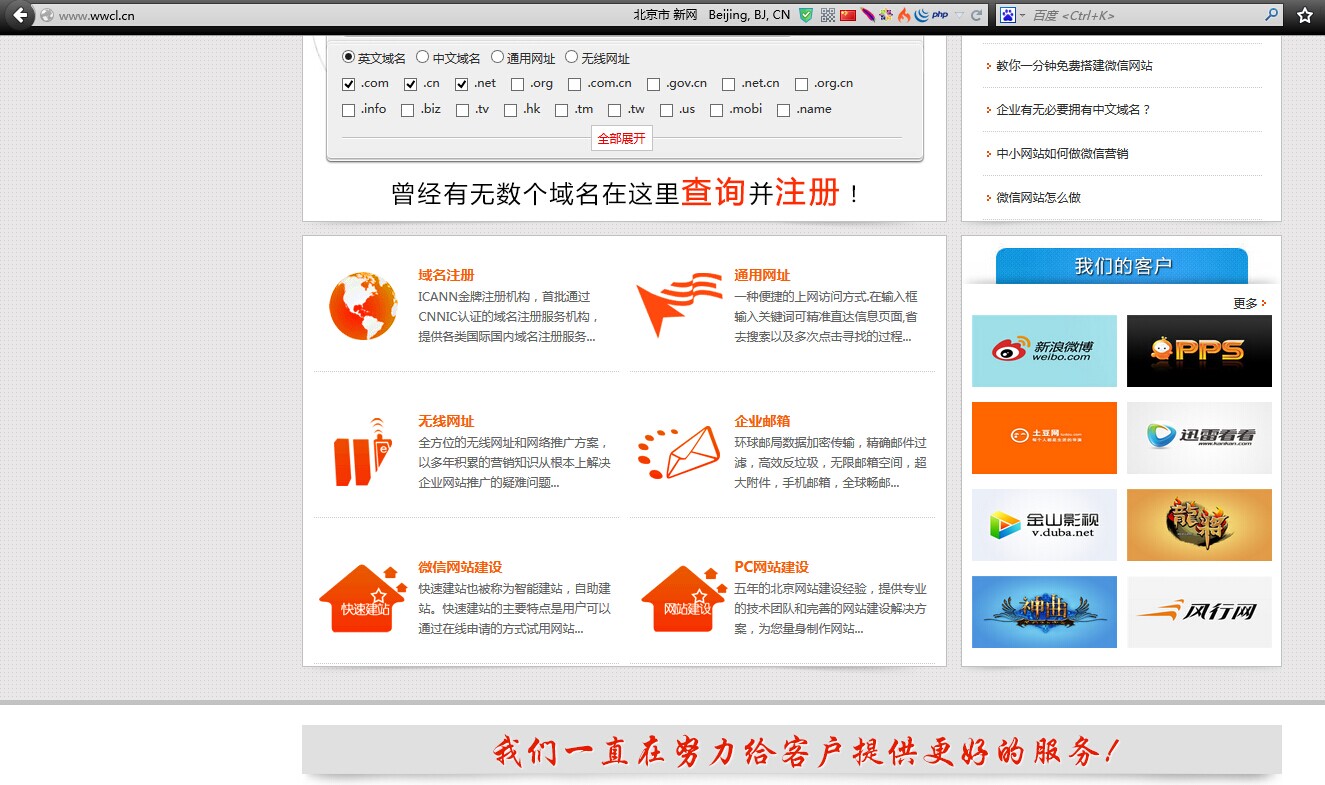 www.wwcl.cn
北京市 新网 Beijing, BJ, CN
php
百度 <Ctrl+K>
英文域名 中文域名 通用网址 无线网址
.com .cn .net .org .com.cn .gov.cn .net.cn .org.cn
.info .biz .tv .hk .tm .tw .us .mobi .name
全部展开
曾经有无数个域名在这里查询并注册！
教你一分钟免费搭建微信网站
企业有无必要拥有中文域名？
中小网站如何做微信营销
微信网站怎么做
域名注册
ICANN金牌注册机构，首批通过
CNNIC认证的域名注册服务机构，
提供各类国际国内域名注册服务...
通用网址
一种便捷的上网访问方式.在输入框
输入关键词可精准直达信息页面,省
去搜索以及多次点击寻找的过程...
无线网址
全方位的无线网址和网络推广方案，
以多年积累的营销知识从根本上解决
企业网站推广的疑难问题...
企业邮箱
环球邮局数据加密传输，精确邮件过
滤，高效反垃圾，无限邮箱空间，超
大附件，手机邮箱，全球畅邮...
快速建站
微信网站建设
快速建站也被称为智能建站，自助建
站。快速建站的主要特点是用户可以
通过在线申请的方式试用网站...
网站建设
PC网站建设
五年的北京网站建设经验，提供专业
的技术团队和完善的网站建设解决方
案，为您量身制作网站...
我们的客户
更多
新浪微博
weibo.com
PPS
土豆网
迅雷看看
www.kankan.com
金山影视
v.duba.net
龍将
神曲
风行网
我们一直在努力给客户提供更好的服务!